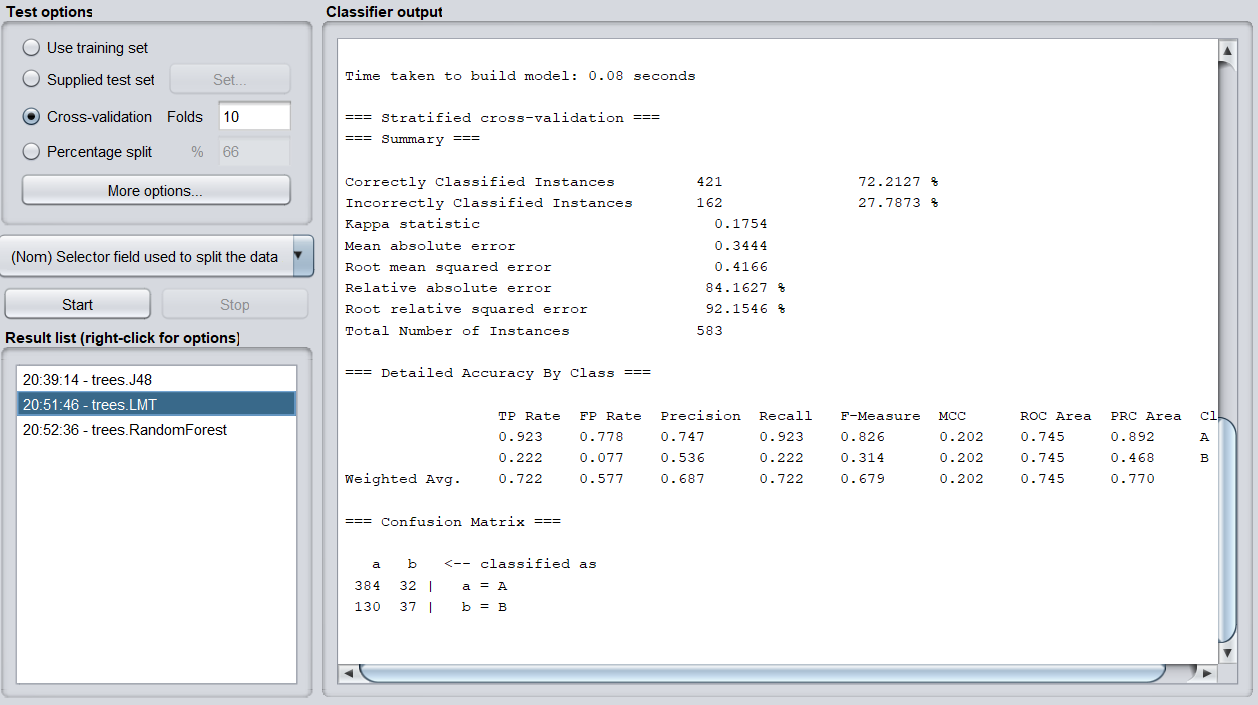 Test options
Use training set
Supplied test set Set...
Cross-validation Folds 10
Percentage split % 66
More options...
(Nom) Selector field used to split the data
Start Stop
Result list (right-click for options)
20:39:14 - trees.J48
20:51:46 - trees.LMT
20:52:36 - trees.RandomForest
Classifier output
Time taken to build model: 0.08 seconds
=== Stratified cross-validation ===
=== Summary ===
Correctly Classified Instances 421 72.2127 %
Incorrectly Classified Instances 162 27.7873 %
Kappa statistic 0.1754
Mean absolute error 0.3444
Root mean squared error 0.4166
Relative absolute error 84.1627 %
Root relative squared error 92.1546 %
Total Number of Instances 583
=== Detailed Accuracy By Class ===
TP Rate FP Rate Precision Recall F-Measure MCC ROC Area PRC Area Cl
0.923 0.778 0.747 0.923 0.826 0.202 0.745 0.892 A
0.222 0.077 0.536 0.222 0.314 0.202 0.745 0.468 B
Weighted Avg. 0.722 0.577 0.687 0.722 0.679 0.202 0.745 0.770
=== Confusion Matrix ===
a b <-- classified as
384 32 | a = A
130 37 | b = B